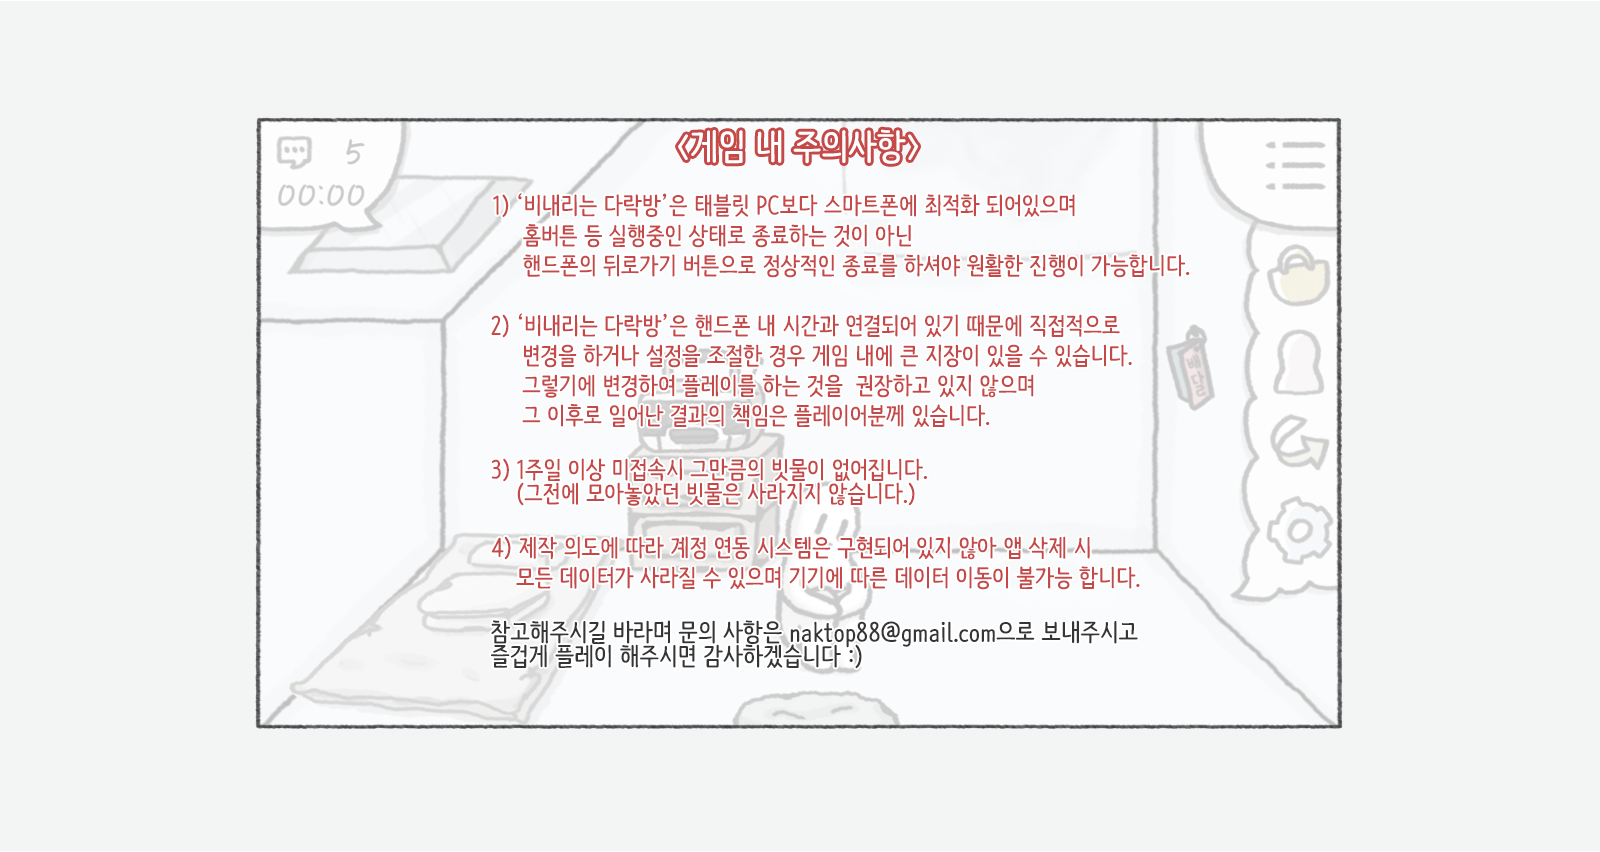 <게임 내 주의사항>
5
00:00
1) ‘비내리는 다락방’은 태블릿 PC보다 스마트폰에 최적화 되어있으며
홈버튼 등 실행중인 상태로 종료하는 것이 아닌
핸드폰의 뒤로가기 버튼으로 정상적인 종료를 하셔야 원활한 진행이 가능합니다.
2) ‘비내리는 다락방’은 핸드폰 내 시간과 연결되어 있기 때문에 직접적으로
변경을 하거나 설정을 조절한 경우 게임 내에 큰 지장이 있을 수 있습니다.
그렇기에 변경하여 플레이를 하는 것을  권장하고 있지 않으며
그 이후로 일어난 결과의 책임은 플레이어분께 있습니다.
3) 1주일 이상 미접속시 그만큼의 빗물이 없어집니다.
(그전에 모아놓았던 빗물은 사라지지 않습니다.)
4) 제작 의도에 따라 계정 연동 시스템은 구현되어 있지 않아 앱 삭제 시
모든 데이터가 사라질 수 있으며 기기에 따른 데이터 이동이 불가능 합니다.
참고해주시길 바라며 문의 사항은 naktop88@gmail.com으로 보내주시고
즐겁게 플레이 해주시면 감사하겠습니다 :)